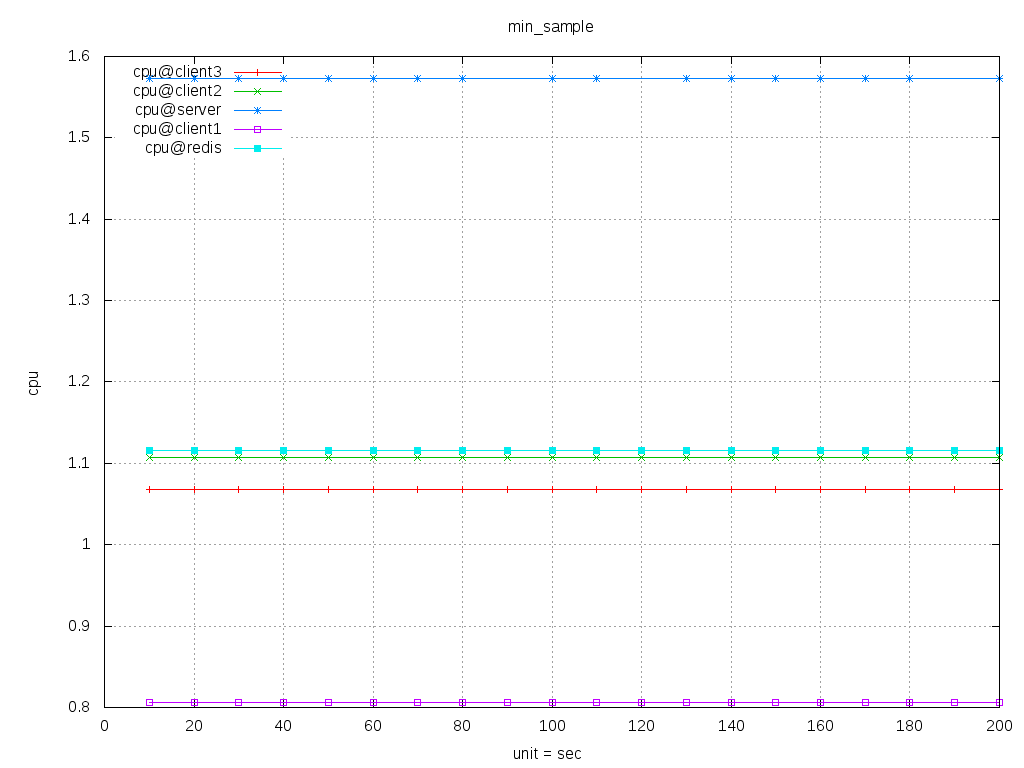 min_sample
1.6
1.5
1.4
1.3
1.2
1.1
1
0.9
0.8
cpu@client3
cpu@client2
cpu@server
cpu@client1
cpu@redis
cpu
0 20 40 60 80 100 120 140 160 180 200
unit = sec